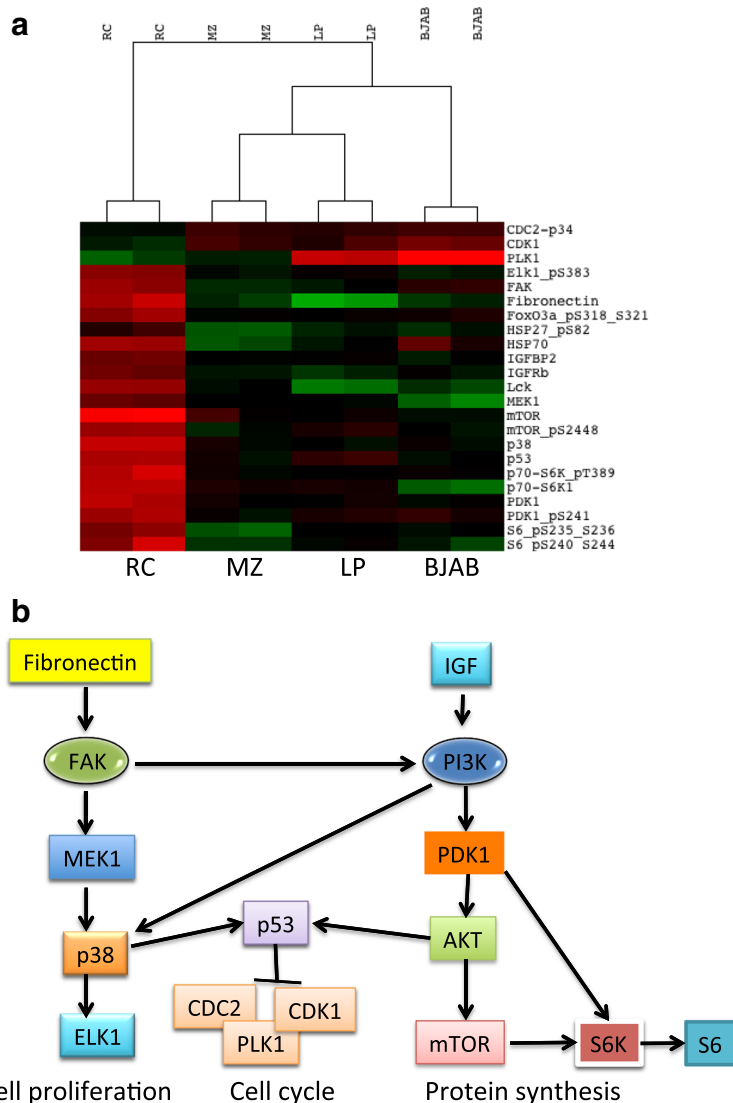 a
RC RC MZ MZ LP LP BJAB BJAB
CDC2-p34
CDK1
PLK1
Elk1_pS383
FAK
Fibronectin
FoxO3a_pS318_S321
HSP27_pS82
HSP70
IGFBP2
IGFRb
Lck
MEK1
mTOR
mTOR_pS2448
p38
p53
p70-S6K_pT389
p70-S6K1
PDK1
PDK1_pS241
S6_pS235_S236
S6_pS240_S244
RC MZ LP BJAB
b
Fibronectin IGF
FAK PI3K
MEK1 PDK1
p53
p38 AKT
CDC2 CDK1
ELK1 PLK1 mTOR S6K S6
ell proliferation Cell cycle Protein synthesis